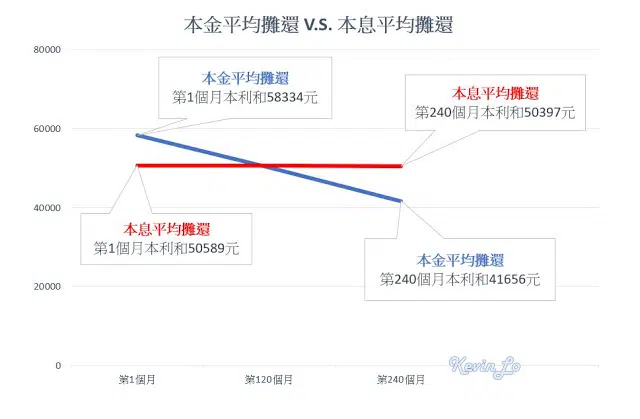 本金平均攤還 V.S. 本息平均攤還
80000
本金平均攤還
第1個月本利和58334元
本息平均攤還
第240個月本利和50397元
60000
40000
本息平均攤還
第1個月本利和50589元
本金平均攤還
第240個月本利和41656元
20000
0
第1個月
第120個月
第240個月
Kevin Lo